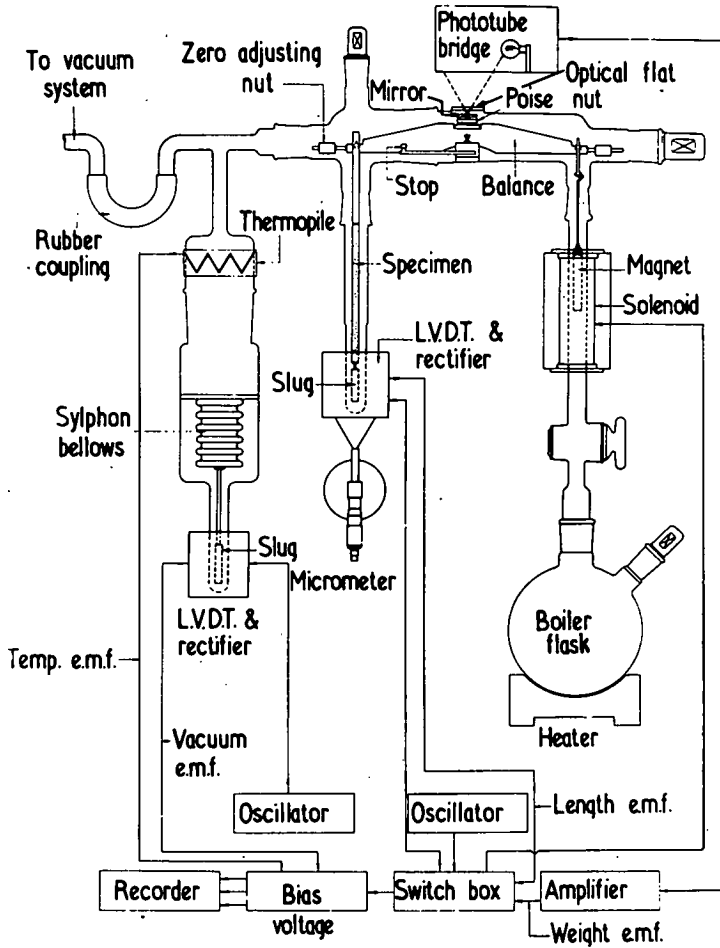 Phototube
bridge
To vacuum
system
Zero adjusting
nut
Optical flat
Mirror
Poise
nut
Stop
Balance
Rubber
coupling
Thermopile
Specimen
Magnet
Solenoid
L.V.D.T. &
rectifier
Slug
Sylphon
bellows
Slug
Micrometer
L.V.D.T. &
rectifier
Boiler
flask
Temp. e.m.f.
Heater
Vacuum
e.m.f.
Oscillator
Oscillator
Length e.m.f.
Recorder
Bias
voltage
Switch box
Amplifier
Weight e.m.f.